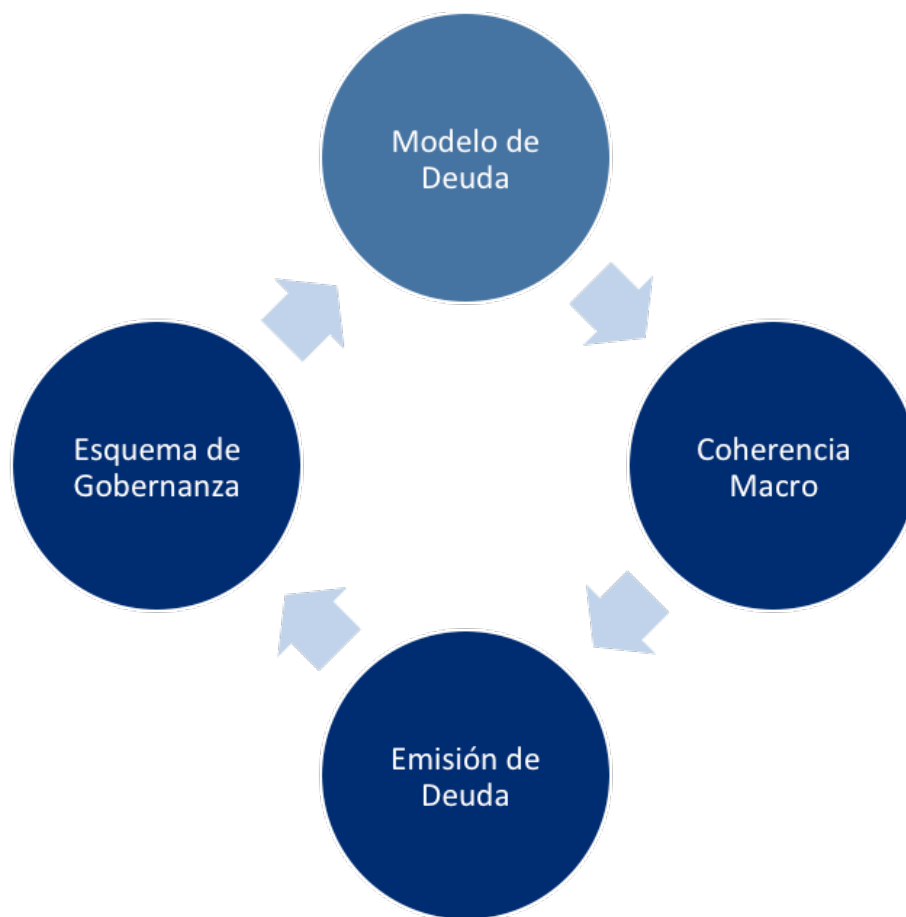 Modelo de
Deuda
Coherencia
Macro
Emisión de
Deuda
Esquema de
Gobernanza